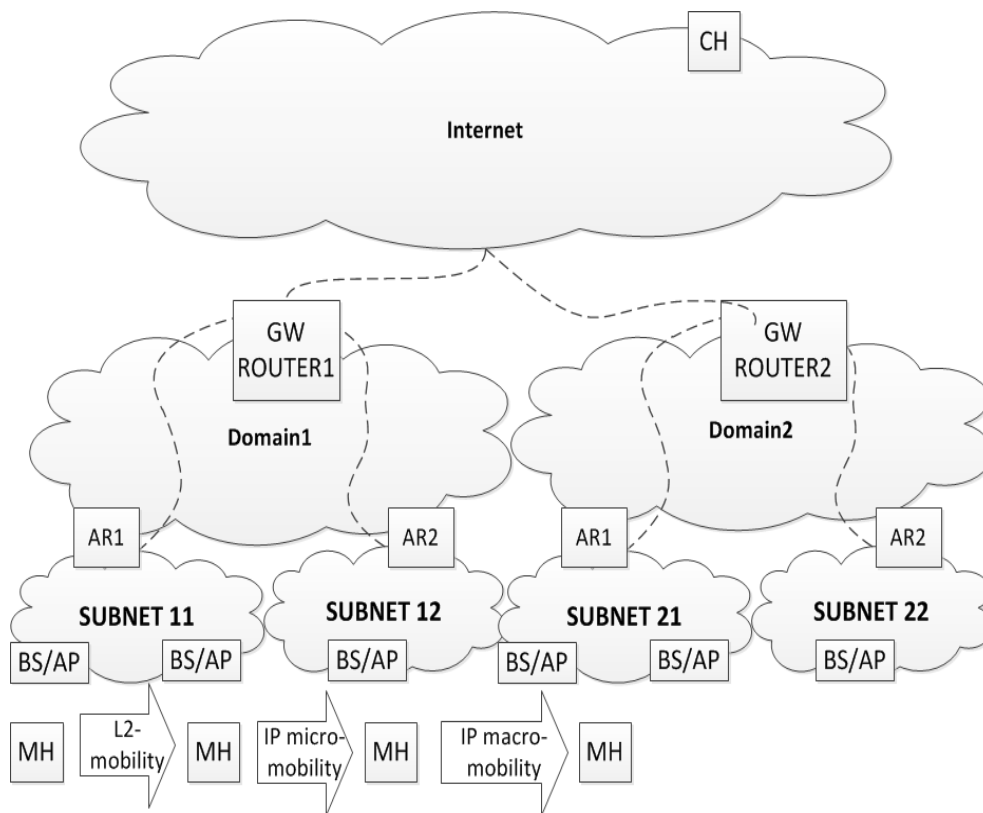 CH
Internet
GW
ROUTER1
GW
ROUTER2
Domain1
Domain2
AR1
AR2
AR1
AR2
SUBNET 11
SUBNET 12
SUBNET 21
SUBNET 22
BS/AP
BS/AP
BS/AP
BS/AP
BS/AP
BS/AP
MH
L2-
mobility
MH
IP micro-
mobility
MH
IP macro-
mobility
MH